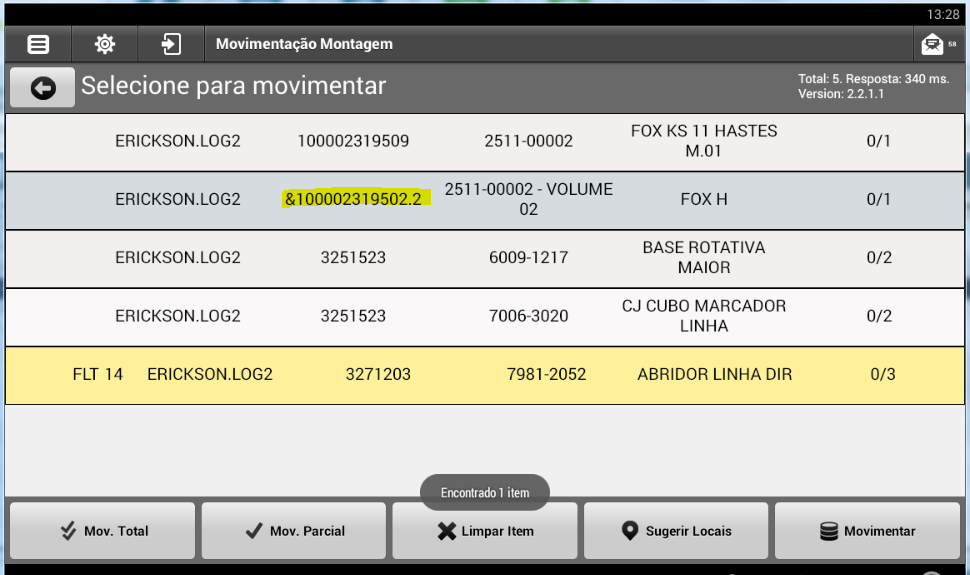 13:28
Movimentação Montagem
58
Selecione para movimentar
Total: 5. Resposta: 340 ms.
Version: 2.2.1.1
ERICKSON.LOG2 100002319509 2511-00002 FOX KS 11 HASTES M.01 0/1
ERICKSON.LOG2 &100002319502.2 2511-00002 - VOLUME 02 FOX H 0/1
ERICKSON.LOG2 3251523 6009-1217 BASE ROTATIVA MAIOR 0/2
ERICKSON.LOG2 3251523 7006-3020 CJ CUBO MARCADOR LINHA 0/2
FLT 14 ERICKSON.LOG2 3271203 7981-2052 ABRIDOR LINHA DIR 0/3
Encontrado 1 item
Mov. Total Mov. Parcial Limpar Item Sugerir Locais Movimentar